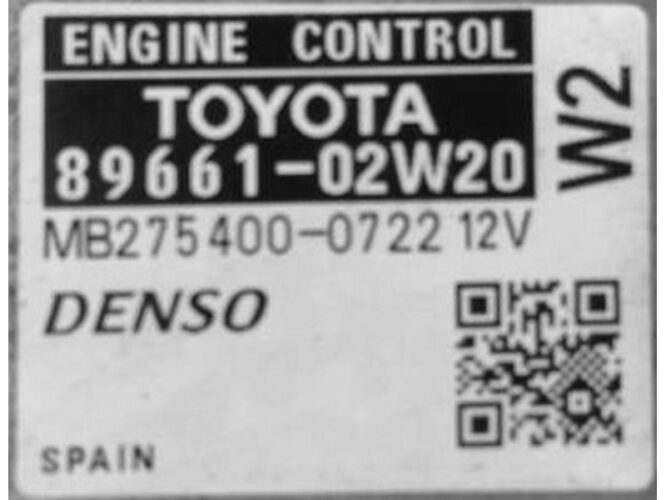 ENGINE CONTROL
TOYOTA
89661-02W20
W2
MB275400-0722 12V
DENSO
SPAIN